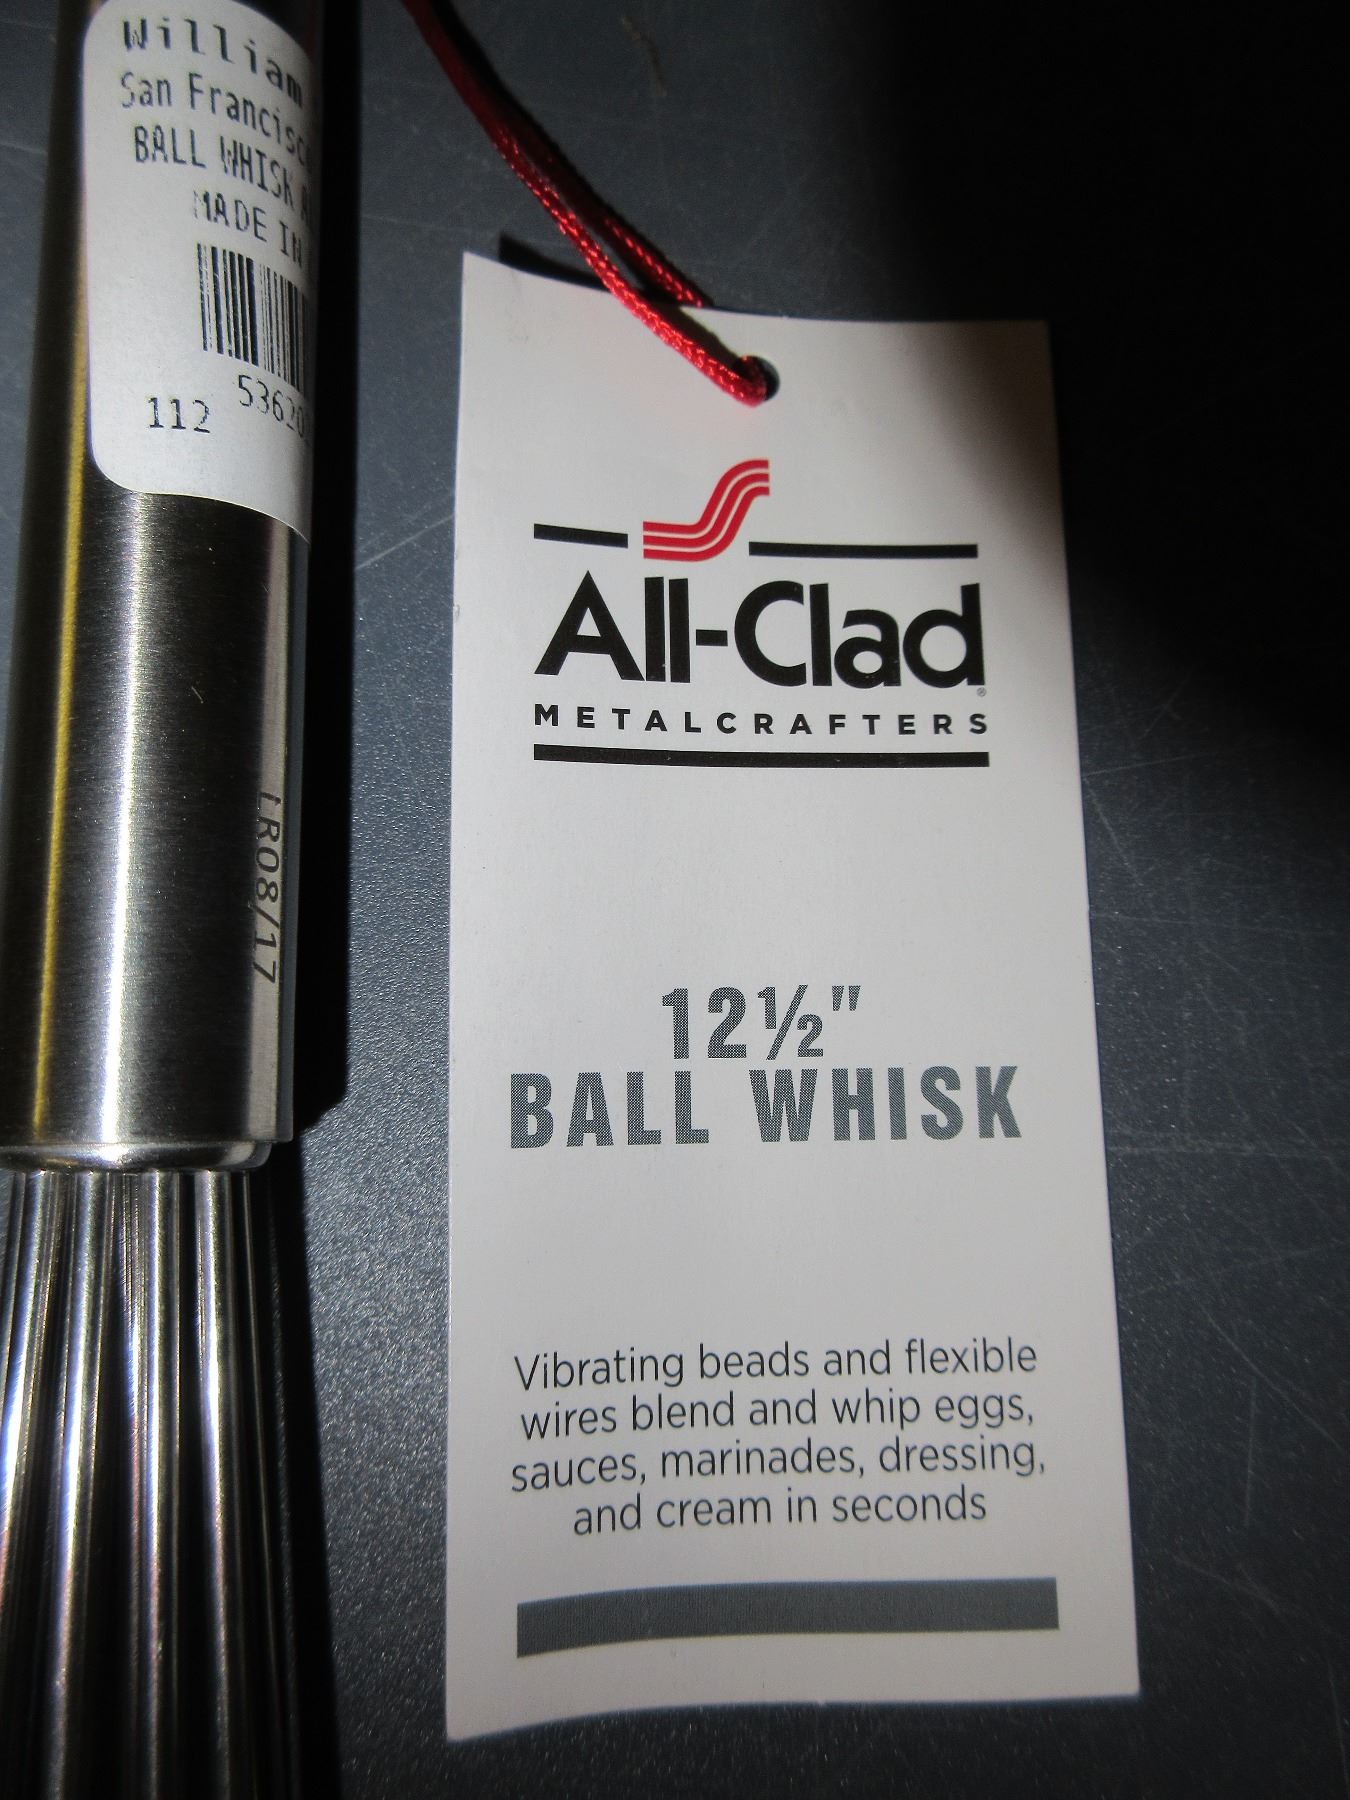 William
San Francisco
BALL WHISK
MADE IN
112
LR08/17
All-Clad®
METALCRAFTERS
12½"
BALL WHISK
Vibrating beads and flexible
wires blend and whip eggs,
sauces, marinades, dressing,
and cream in seconds